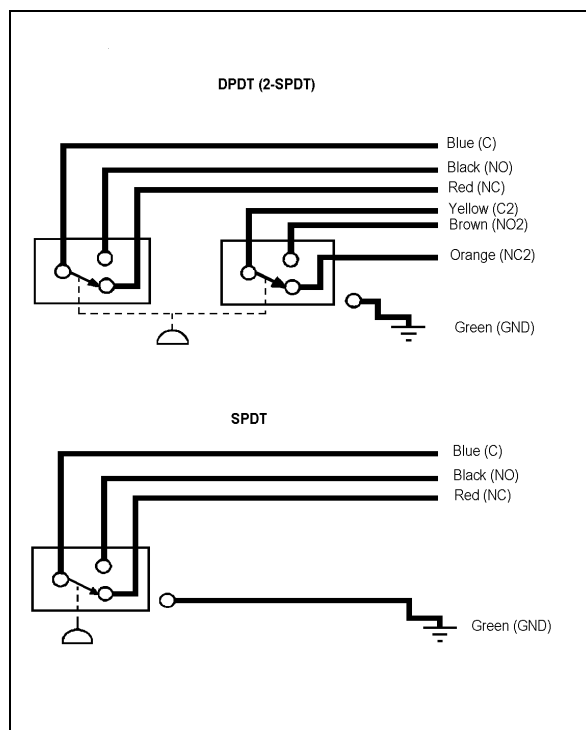 DPDT (2-SPDT)
Blue (C)
Black (NO)
Red (NC)
Yellow (C2)
Brown (NO2)
Orange (NC2)
Green (GND)
SPDT
Blue (C)
Black (NO)
Red (NC)
Green (GND)